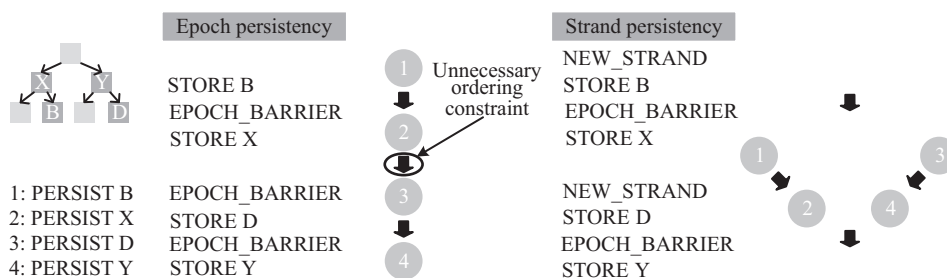 Epoch persistency
Strand persistency
X
Y
B
D
1: PERSIST B
2: PERSIST X
3: PERSIST D
4: PERSIST Y
STORE B
EPOCH_BARRIER
STORE X
EPOCH_BARRIER
STORE D
EPOCH_BARRIER
STORE Y
1
2
3
4
Unnecessary
ordering
constraint
NEW_STRAND
STORE B
EPOCH_BARRIER
STORE X
NEW_STRAND
STORE D
EPOCH_BARRIER
STORE Y
1
3
2
4